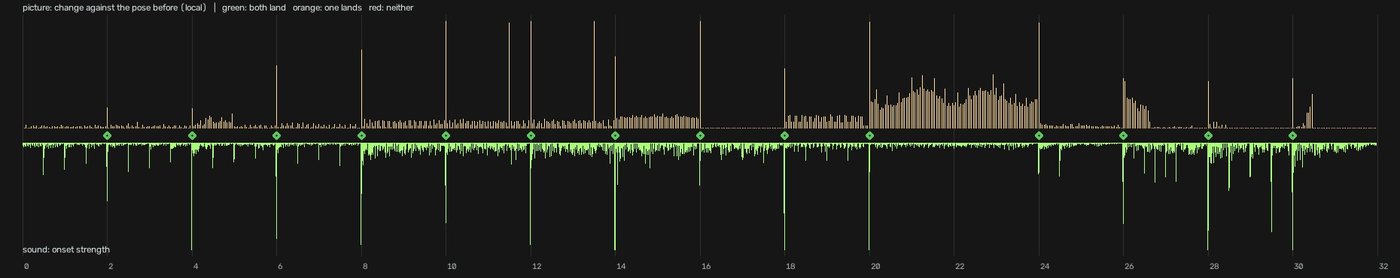 picture: change against the pose before (local) | green: both land orange: one lands red: neither
sound: onset strength
0 2 4 6 8 10 12 14 16 18 20 22 24 26 28 30 32